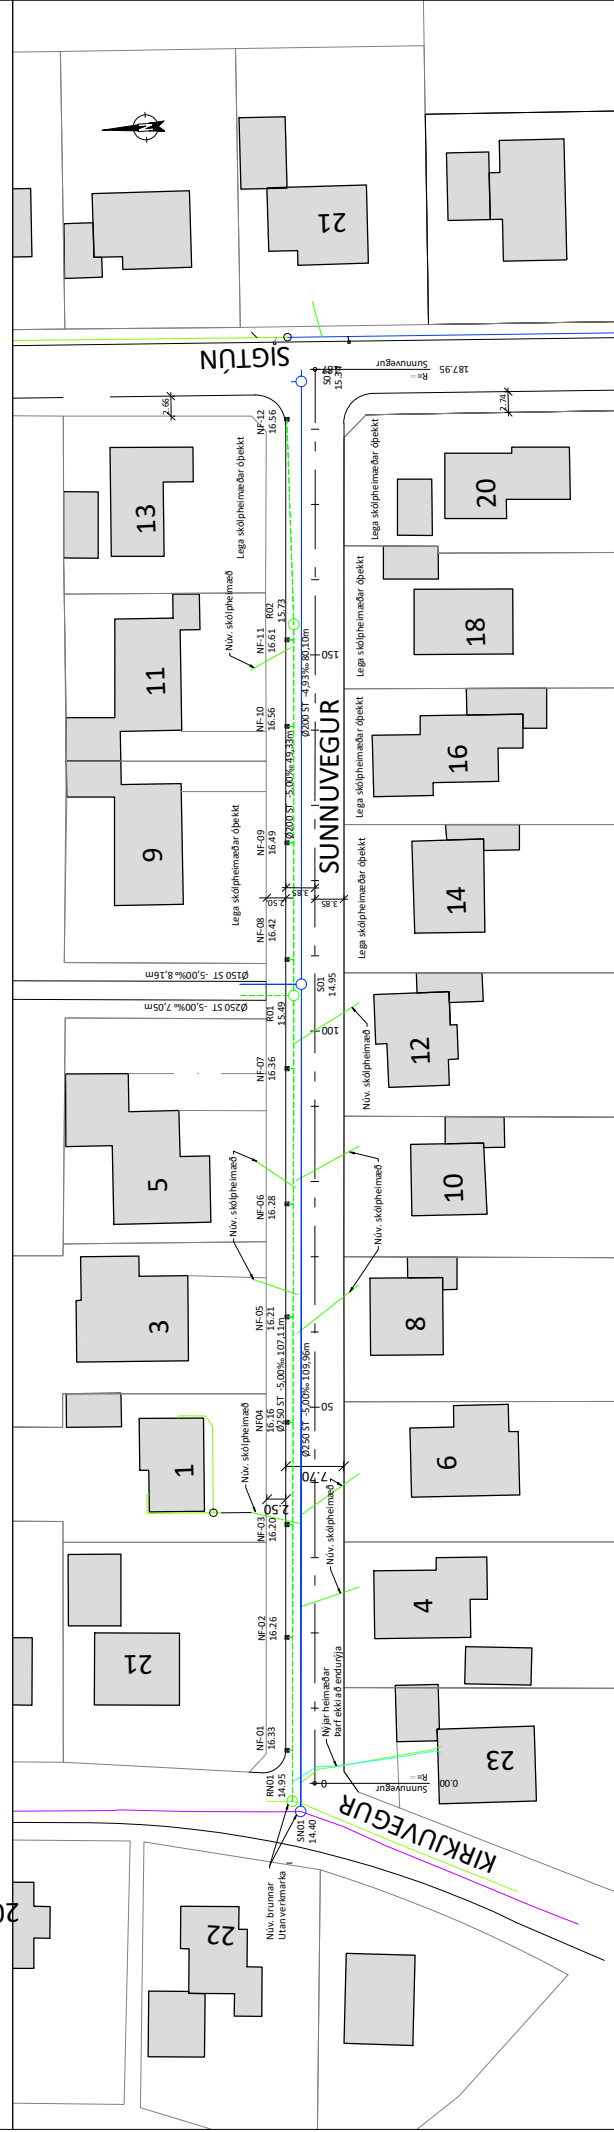 21
SIGTÚN
187.95
Sunnuvegur
R=∞
15.34
2.66
2.74
NF-12
16.56
Lega skólpheimæðar óþekkt
Lega skólpheimæðar óþekkt
13
20
Núv. skólpheimæð
R02
15.73
NF-11
16.61
150
Ø200 ST -4,93‰ 80,10m
Lega skólpheimæðar óþekkt
18
11
NF-10
16.56
Ø200 ST -5,00‰ 49,33m
SUNNUVEGUR
Lega skólpheimæðar óþekkt
16
9
NF-09
16.49
Lega skólpheimæðar óþekkt
Lega skólpheimæðar óþekkt
14
2.50
3.85
3.85
NF-08
16.42
Ø150 ST -5,00‰ 8,16m
Ø250 ST -5,00‰ 7,05m
S01
14.95
R01
15.49
100
Núv. skólpheimæð
12
NF-07
16.36
5
Núv. skólpheimæð
NF-06
16.28
Núv. skólpheimæð
10
3
NF-05
16.21
8
Ø250 ST -5,00‰ 107,11m
Ø250 ST -5,00‰ 109,96m
NF04
16.16
50
1
Núv. skólpheimæð
7.70
2.50
6
NF-03
16.20
Núv. skólpheimæð
21
NF-02
16.26
4
Nýjar heimæðar
Þarf ekki að endurýja
NF-01
16.33
RN01
14.95
0
0.00
Sunnuvegur
R=∞
23
SN01
14.40
KIRKJUVEGUR
Núv. brunnar
Utan verkmarka
22
20